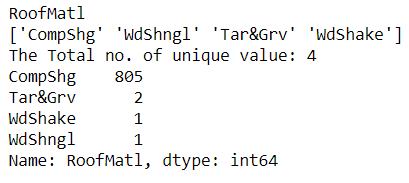 RoofMatl
['CompShg' 'WdShngl' 'Tar&Grv' 'WdShake']
The Total no. of unique value: 4
CompShg    805
Tar&Grv      2
WdShake      1
WdShngl      1
Name: RoofMatl, dtype: int64